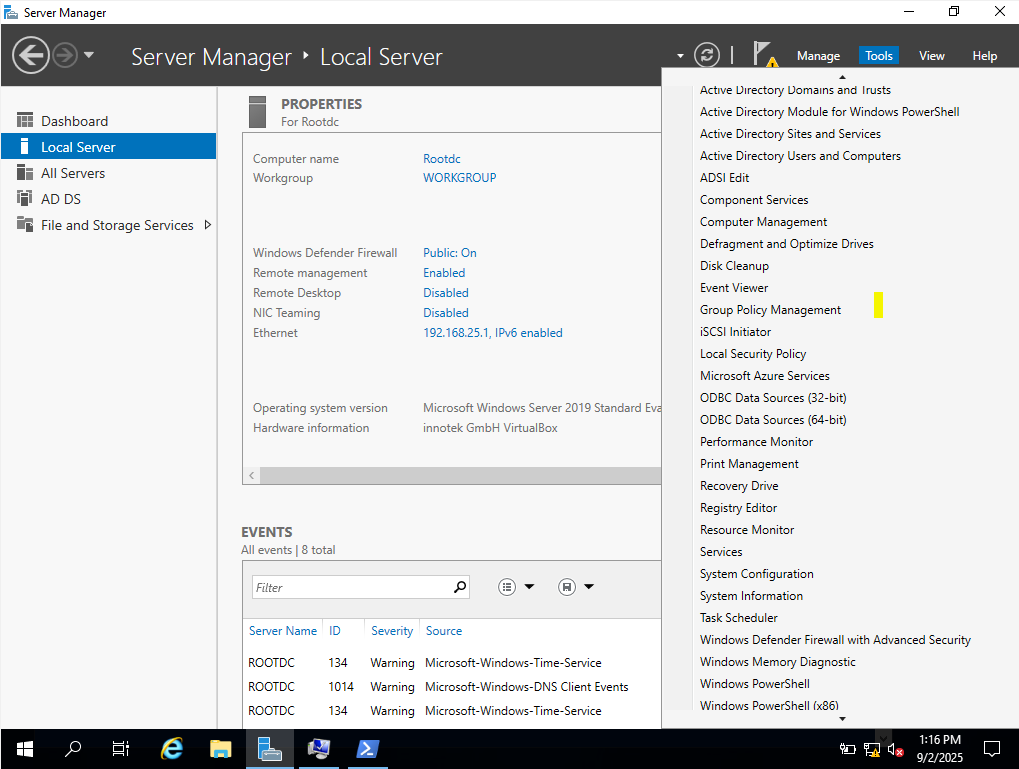 Server Manager
Server Manager ‣ Local Server
Manage Tools View Help
Dashboard
Local Server
All Servers
AD DS
File and Storage Services
PROPERTIES
For Rootdc
Computer name Rootdc
Workgroup WORKGROUP
Windows Defender Firewall Public: On
Remote management Enabled
Remote Desktop Disabled
NIC Teaming Disabled
Ethernet 192.168.25.1, IPv6 enabled
Operating system version Microsoft Windows Server 2019 Standard Eva
Hardware information innotek GmbH VirtualBox
EVENTS
All events | 8 total
Filter
Server Name ID Severity Source
ROOTDC 134 Warning Microsoft-Windows-Time-Service
ROOTDC 1014 Warning Microsoft-Windows-DNS Client Events
ROOTDC 134 Warning Microsoft-Windows-Time-Service
Active Directory Domains and Trusts
Active Directory Module for Windows PowerShell
Active Directory Sites and Services
Active Directory Users and Computers
ADSI Edit
Component Services
Computer Management
Defragment and Optimize Drives
Disk Cleanup
Event Viewer
Group Policy Management
iSCSI Initiator
Local Security Policy
Microsoft Azure Services
ODBC Data Sources (32-bit)
ODBC Data Sources (64-bit)
Performance Monitor
Print Management
Recovery Drive
Registry Editor
Resource Monitor
Services
System Configuration
System Information
Task Scheduler
Windows Defender Firewall with Advanced Security
Windows Memory Diagnostic
Windows PowerShell
Windows PowerShell (x86)
1:16 PM
9/2/2025